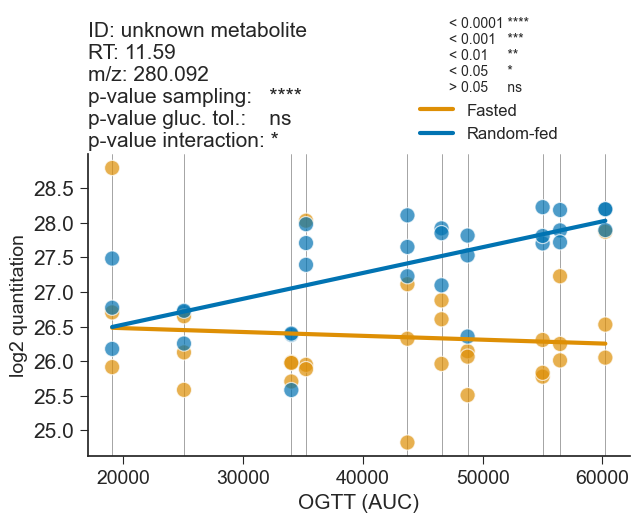 ID: unknown metabolite
RT: 11.59
m/z: 280.092
p-value sampling: ****
p-value gluc. tol.: ns
p-value interaction: *
< 0.0001 ****
< 0.001 ***
< 0.01 **
< 0.05 *
> 0.05 ns
Fasted
Random-fed
log2 quantitation
28.5
28.0
27.5
27.0
26.5
26.0
25.5
25.0
20000 30000 40000 50000 60000
OGTT (AUC)